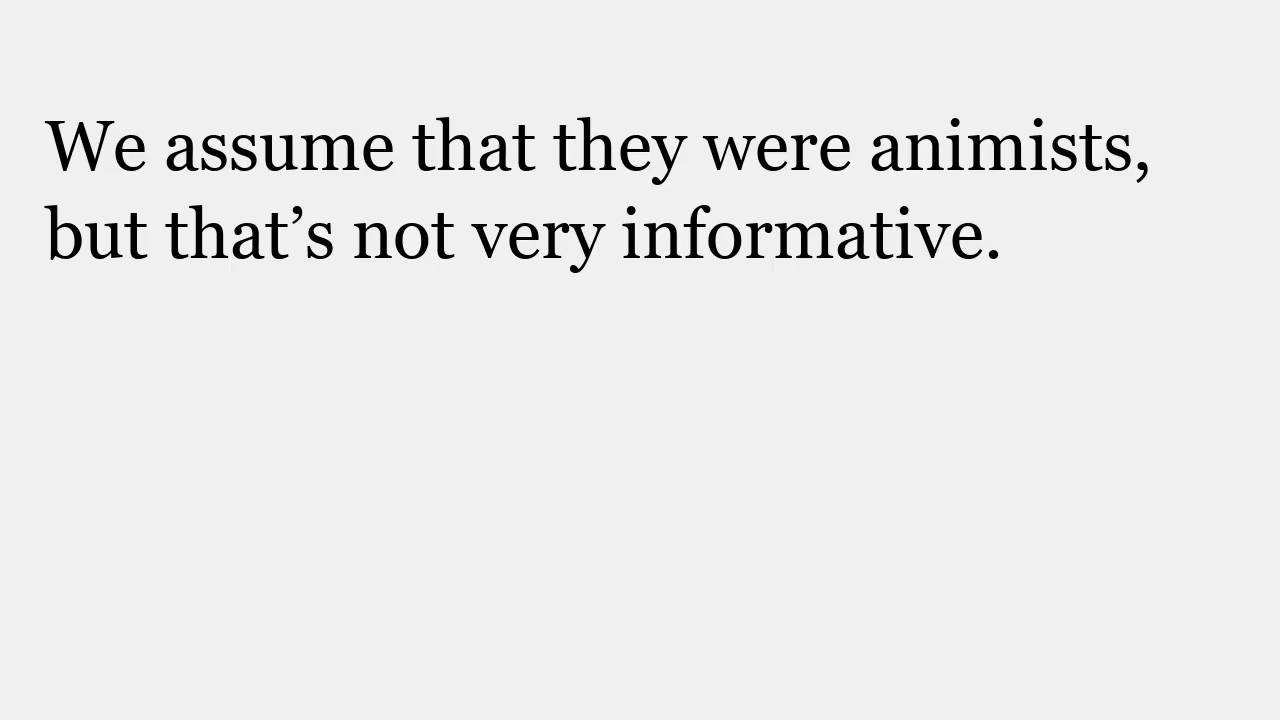 We assume that they were animists,
but that’s not very informative.